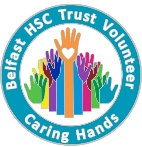 Belfast HSC Trust Volunteer
Caring Hands